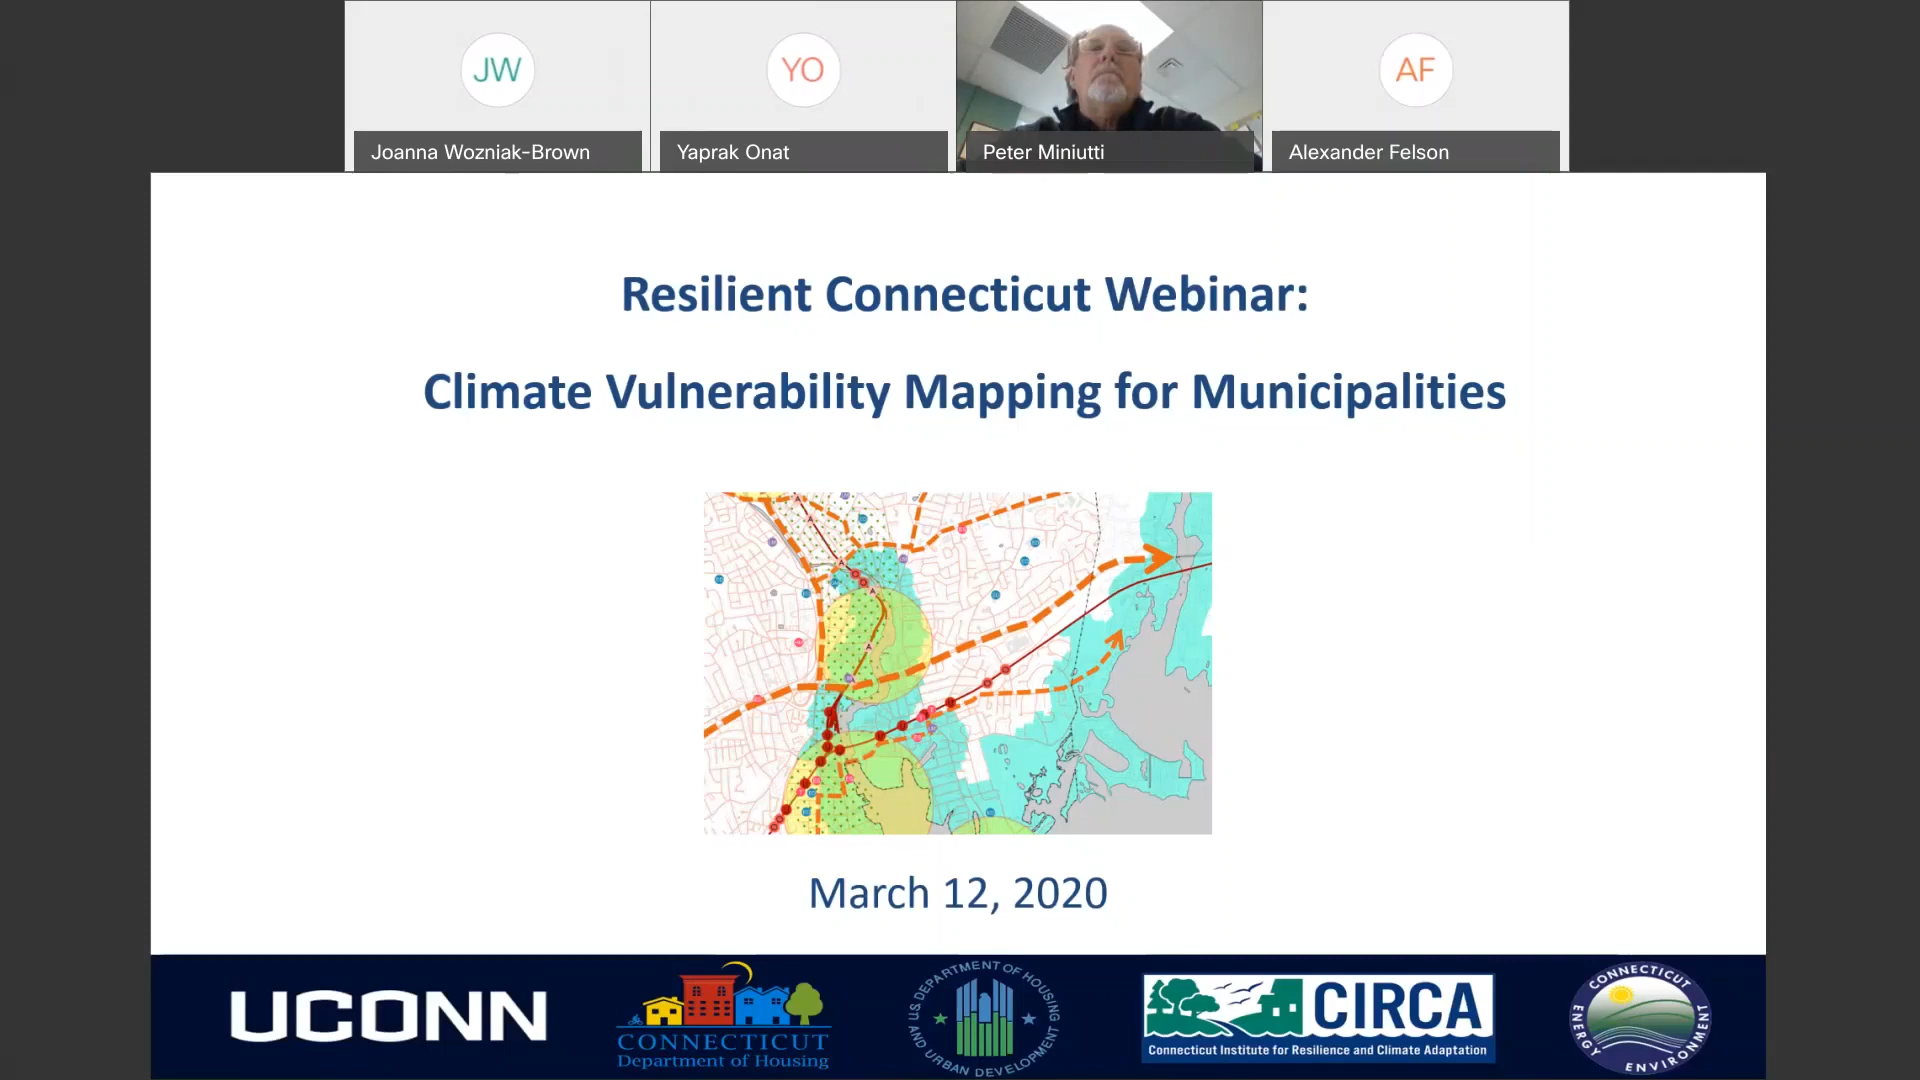 JW
YO
AF
Joanna Wozniak-Brown
Yaprak Onat
Peter Miniutti
Alexander Felson
Resilient Connecticut Webinar:
Climate Vulnerability Mapping for Municipalities
March 12, 2020
UCONN
CONNECTICUT
Department of Housing
U.S. DEPARTMENT OF HOUSING
AND URBAN DEVELOPMENT
CIRCA
Connecticut Institute for Resilience and Climate Adaptation
CONNECTICUT
ENERGY
ENVIRONMENT